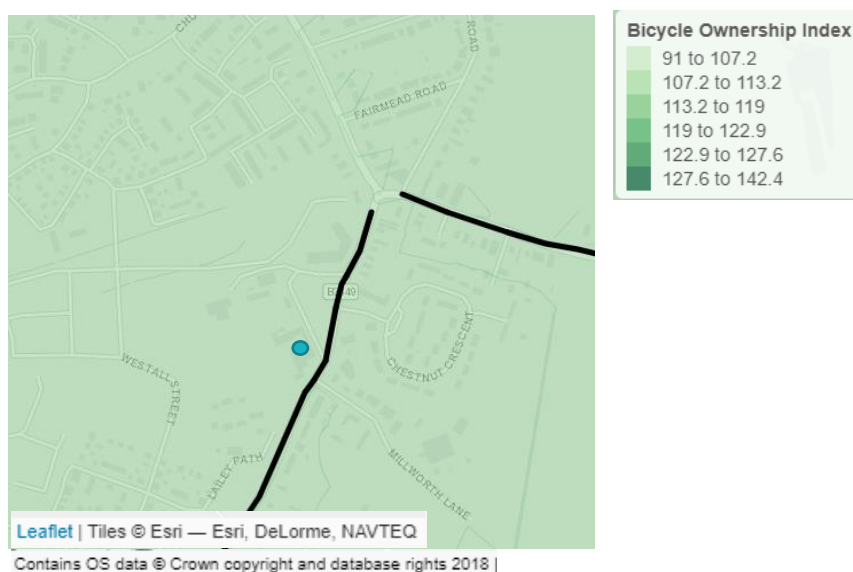 Bicycle Ownership Index
91 to 107.2
107.2 to 113.2
113.2 to 119
119 to 122.9
122.9 to 127.6
127.6 to 142.4
ROAD
FAIRMEAD ROAD
CHESTNUT CRESCENT
WESTALL STREET
LAILEY PATH
MILLWORTH LANE
Leaflet | Tiles © Esri — Esri, DeLorme, NAVTEQ
Contains OS data © Crown copyright and database rights 2018 |